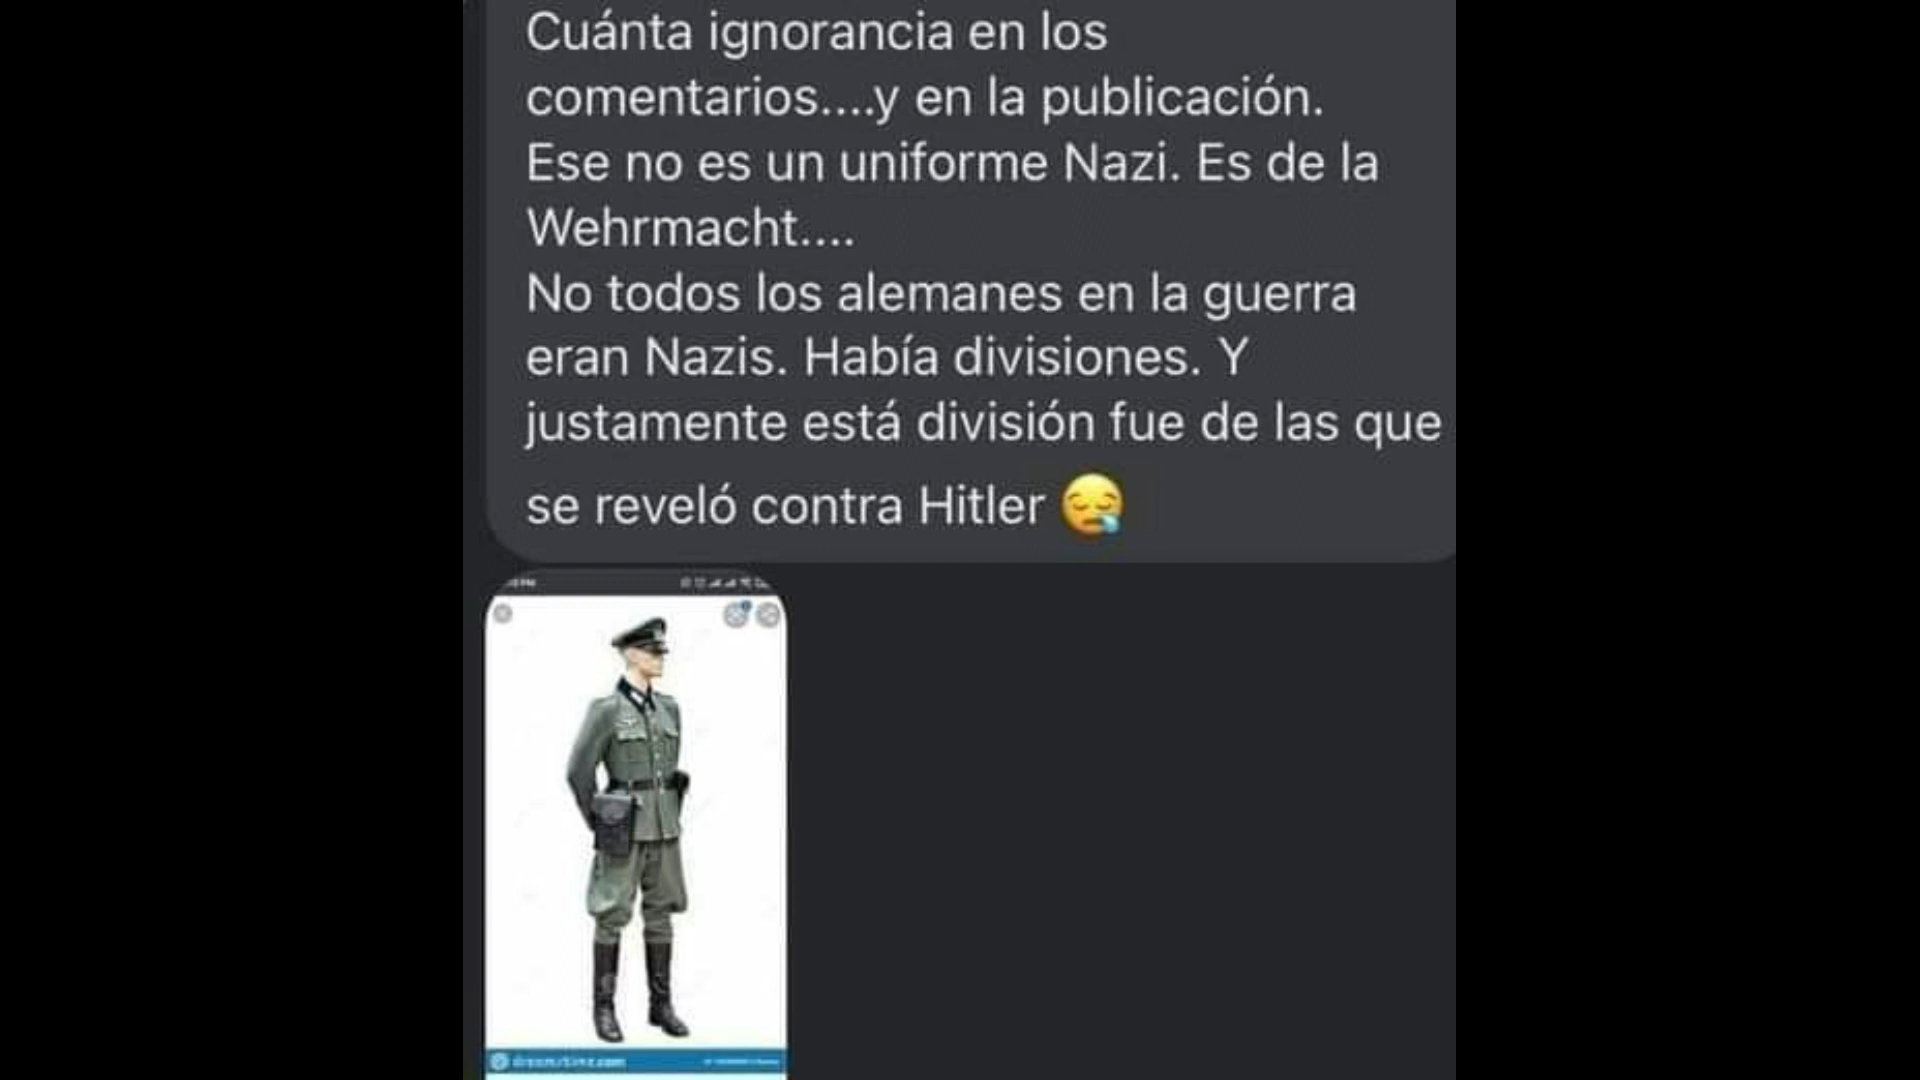 Cuánta ignorancia en los
comentarios....y en la publicación.
Ese no es un uniforme Nazi. Es de la
Wehrmacht....
No todos los alemanes en la guerra
eran Nazis. Había divisiones. Y
justamente está división fue de las que
se reveló contra Hitler 😪
dreamstime.com